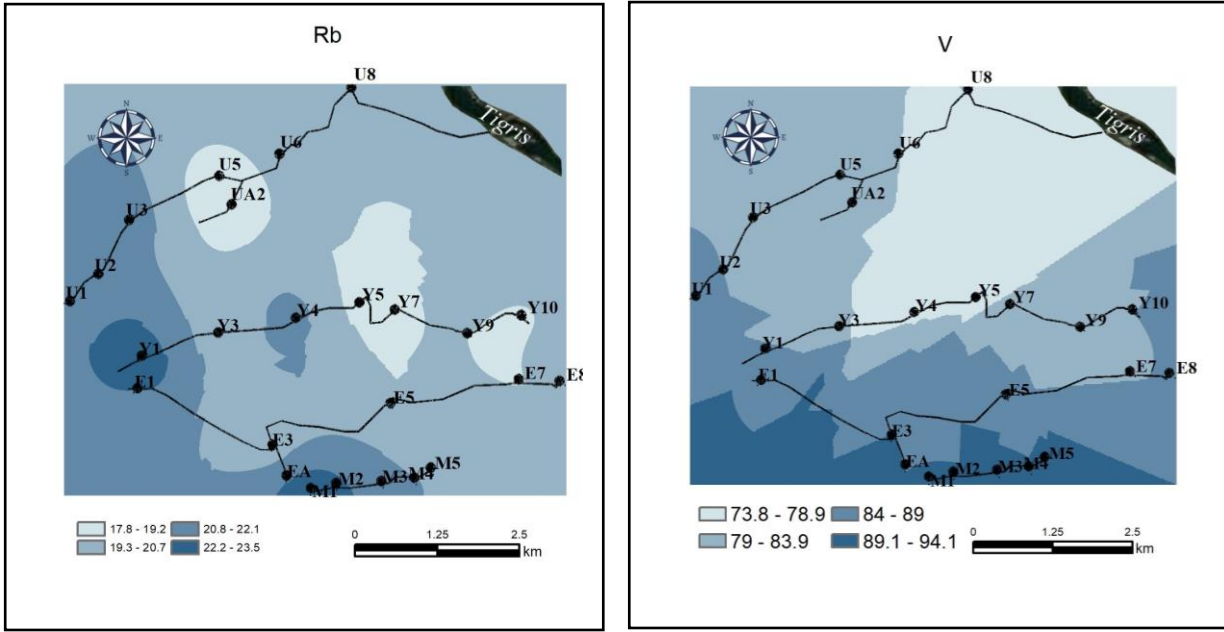 Rb
U8
Tigris
N
W E
S
U6
U5
UA2
U3
U2
U1
Y5
Y4
Y7
Y10
Y3
Y9
Y1
E1
E7
E8
E5
E3
EA
M5
M4
M3
M2
M1
17.8 - 19.2 20.8 - 22.1
19.3 - 20.7 22.2 - 23.5
0 1.25 2.5
km
V
U8
Tigris
N
W E
S
U6
U5
UA2
U3
U2
U1
Y5
Y4
Y7
Y10
Y3
Y9
Y1
E1
E7
E8
E5
E3
EA
M5
M4
M3
M2
M1
73.8 - 78.9 84 - 89
79 - 83.9 89.1 - 94.1
0 1.25 2.5
km